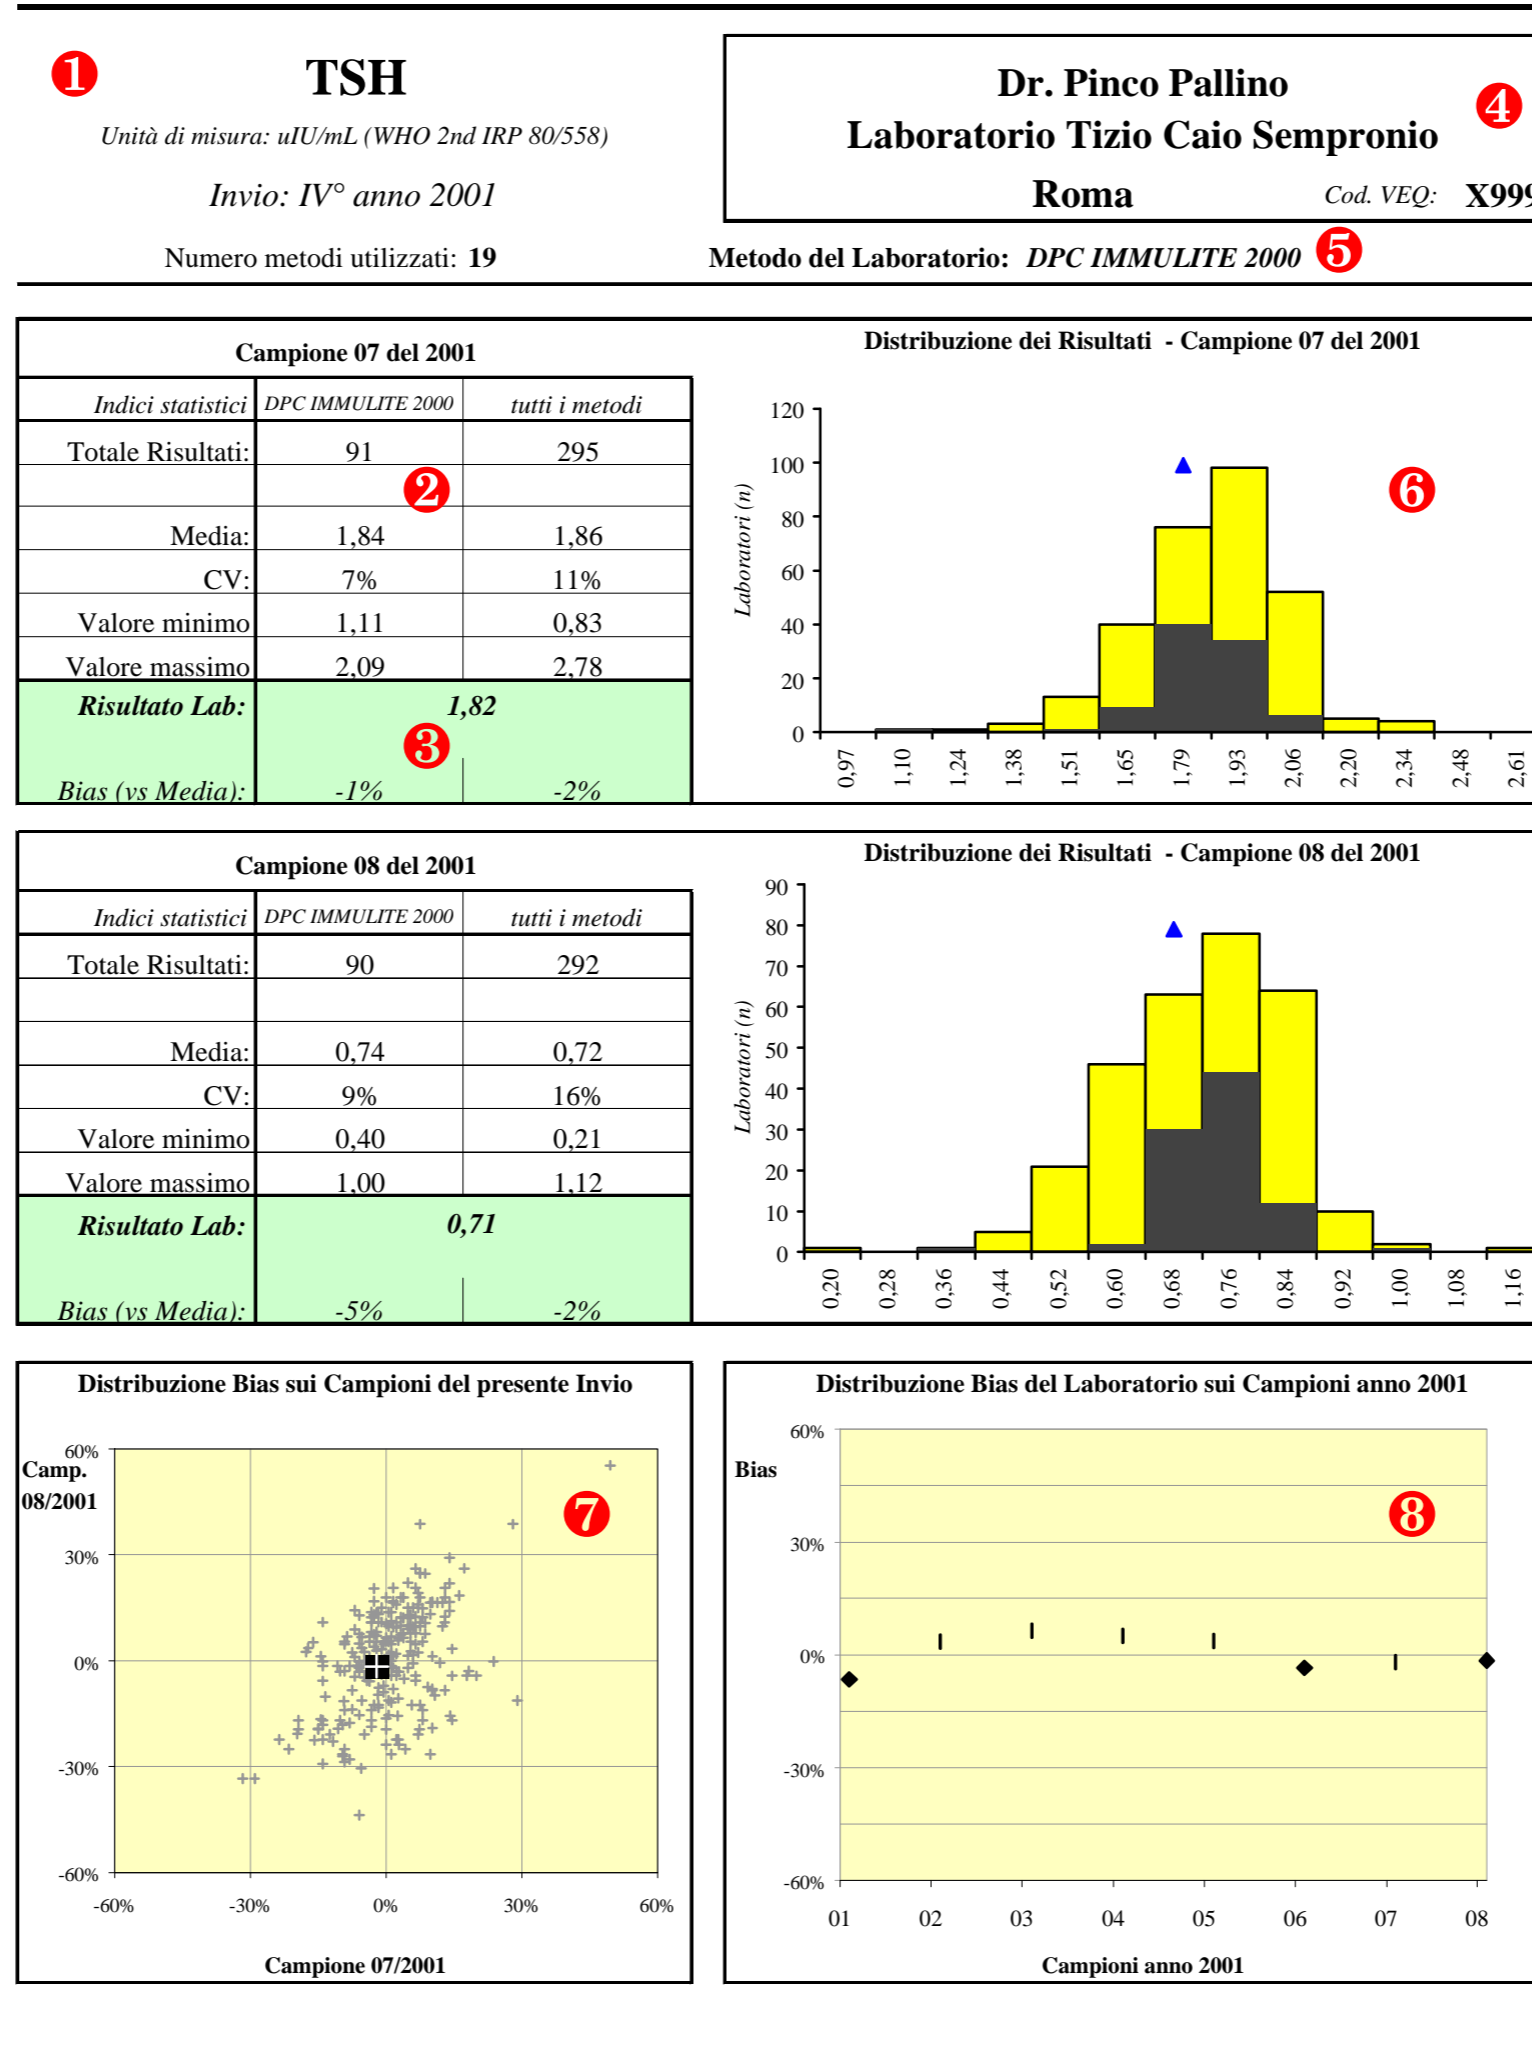 1
TSH
Unità di misura: uIU/mL (WHO 2nd IRP 80/558)
Invio: IV° anno 2001
Numero metodi utilizzati: 19
Dr. Pinco Pallino
4
Laboratorio Tizio Caio Sempronio
Roma Cod. VEQ: X999
Metodo del Laboratorio: DPC IMMULITE 2000 5
Campione 07 del 2001
Indici statistici DPC IMMULITE 2000 tutti i metodi
Totale Risultati: 91 295
2
Media: 1,84 1,86
CV: 7% 11%
Valore minimo 1,11 0,83
Valore massimo 2,09 2,78
Risultato Lab: 1,82
3
Bias (vs Media): -1% -2%
Distribuzione dei Risultati - Campione 07 del 2001
Laboratori (n)
120
100
80
60
40
20
0
6
0,97 1,10 1,24 1,38 1,51 1,65 1,79 1,93 2,06 2,20 2,34 2,48 2,61
Campione 08 del 2001
Indici statistici DPC IMMULITE 2000 tutti i metodi
Totale Risultati: 90 292
Media: 0,74 0,72
CV: 9% 16%
Valore minimo 0,40 0,21
Valore massimo 1,00 1,12
Risultato Lab: 0,71
Bias (vs Media): -5% -2%
Distribuzione dei Risultati - Campione 08 del 2001
Laboratori (n)
90
80
70
60
50
40
30
20
10
0
0,20 0,28 0,36 0,44 0,52 0,60 0,68 0,76 0,84 0,92 1,00 1,08 1,16
Distribuzione Bias sui Campioni del presente Invio
60%
Camp.
08/2001
7
30%
0%
-30%
-60%
-60% -30% 0% 30% 60%
Campione 07/2001
Distribuzione Bias del Laboratorio sui Campioni anno 2001
60%
Bias
8
30%
0%
-30%
-60%
01 02 03 04 05 06 07 08
Campioni anno 2001